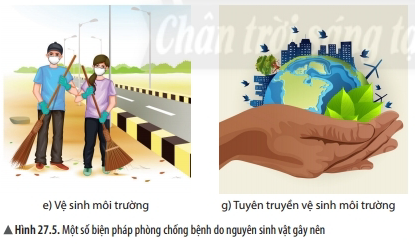 Chân trời sáng tạo
e) Vệ sinh môi trường
g) Tuyên truyền vệ sinh môi trường
▲ Hình 27.5. Một số biện pháp phòng chống bệnh do nguyên sinh vật gây nên